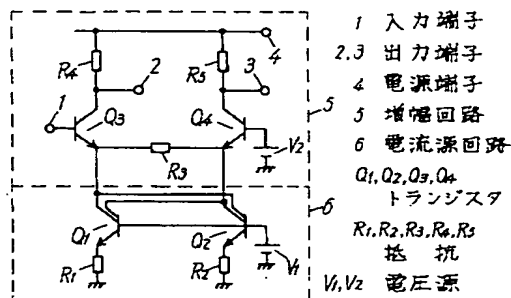 R4
2
R5
3
4
1
Q3
Q4
5
R3
V2
Q1
Q2
6
R1
R2
V1
1 入力端子
2,3 出力端子
4 電源端子
5 増幅回路
6 電流源回路
Q1,Q2,Q3,Q4
トランジスタ
R1,R2,R3,R4,R5
抵抗
V1,V2 電圧源